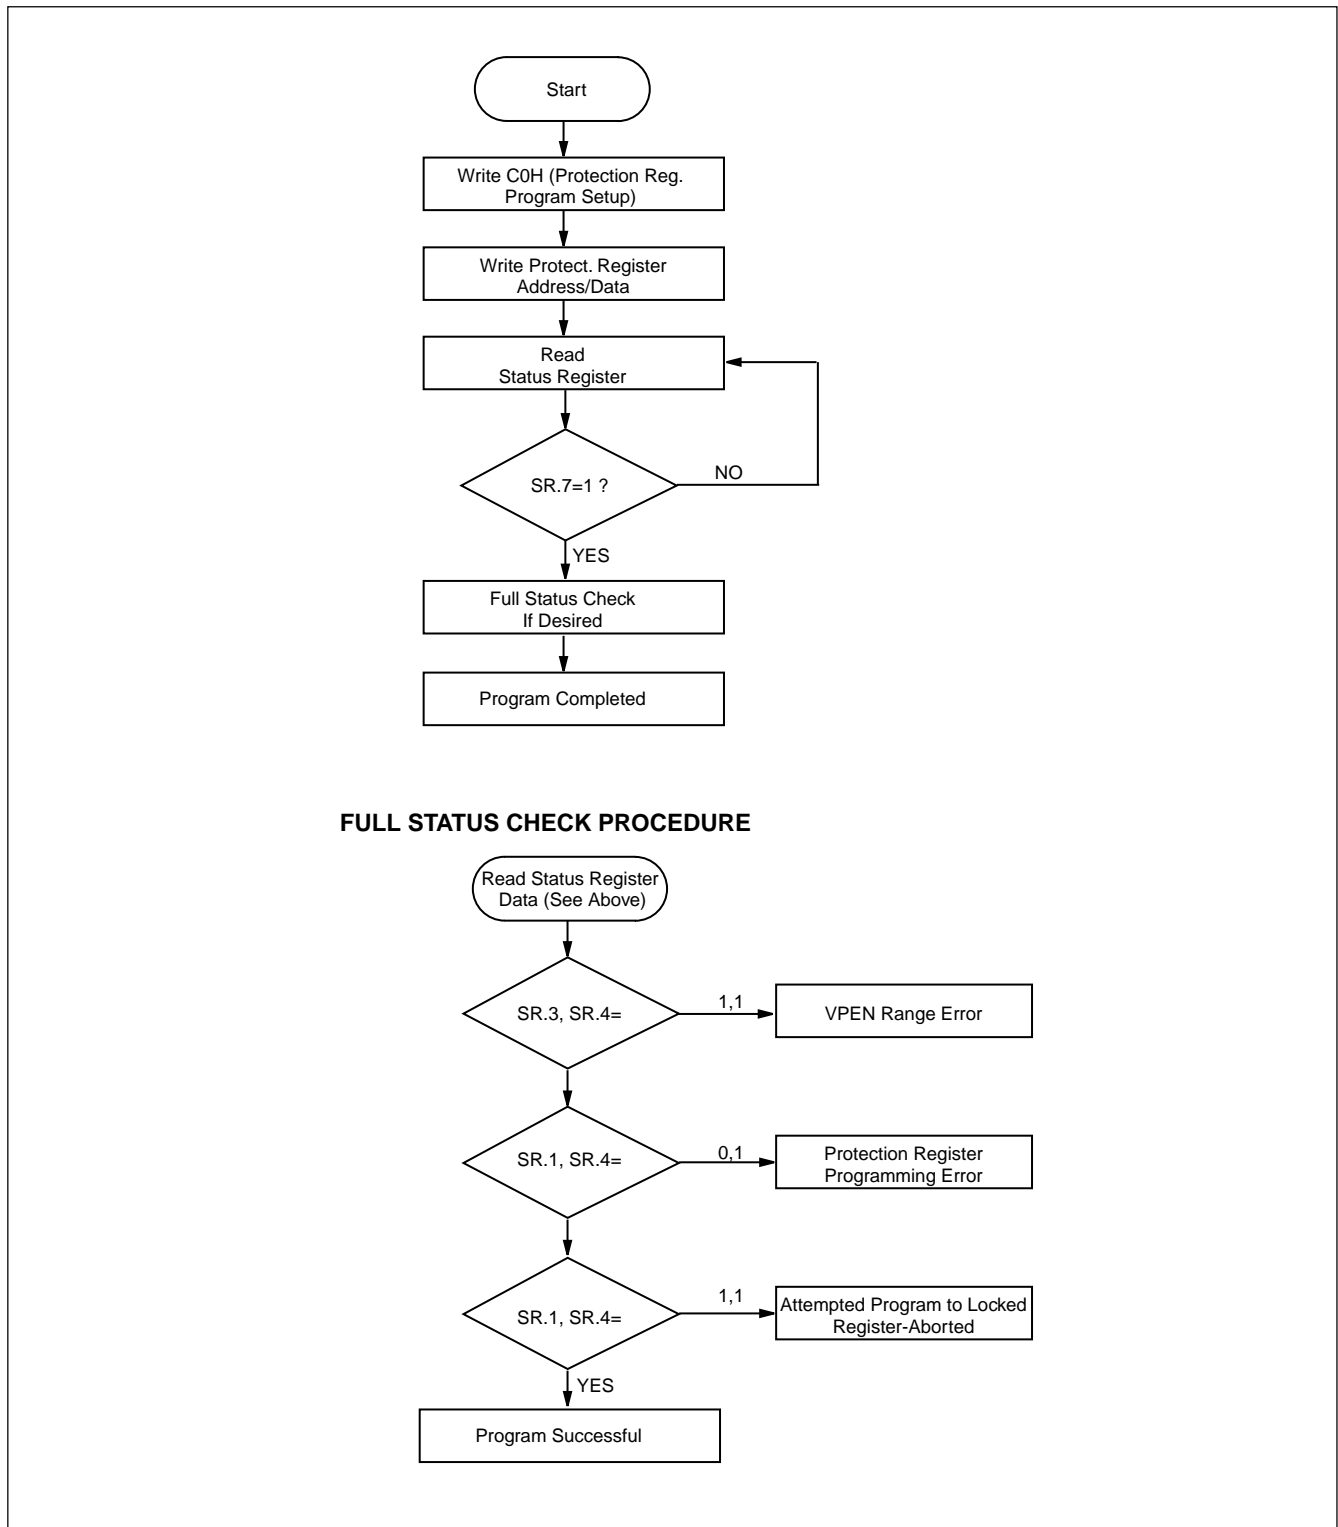 Start
Write C0H (Protection Reg.
Program Setup)
Write Protect. Register
Address/Data
Read
Status Register
SR.7=1 ?
NO
YES
Full Status Check
If Desired
Program Completed
FULL STATUS CHECK PROCEDURE
Read Status Register
Data (See Above)
SR.3, SR.4=
1,1
VPEN Range Error
SR.1, SR.4=
0,1
Protection Register
Programming Error
SR.1, SR.4=
1,1
Attempted Program to Locked
Register-Aborted
YES
Program Successful